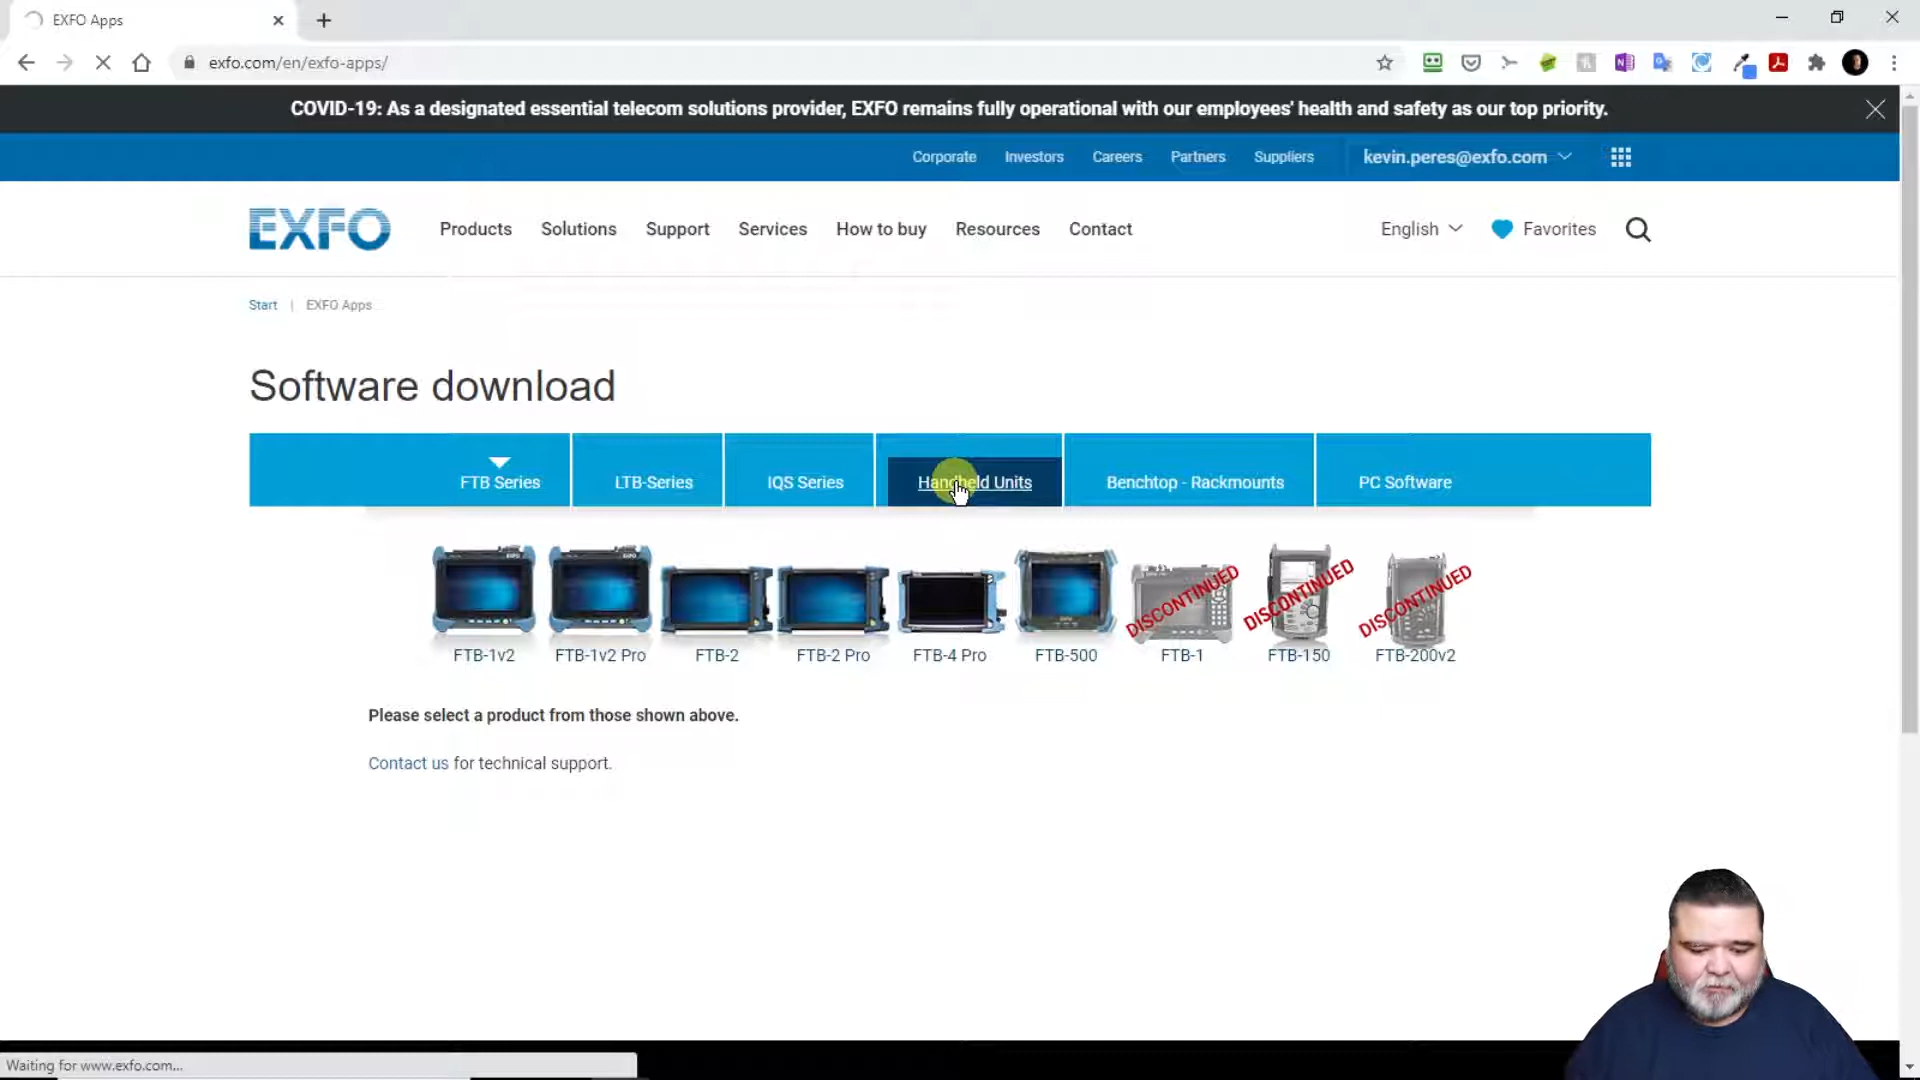 EXFO Apps
exfo.com/en/exfo-apps/
COVID-19: As a designated essential telecom solutions provider, EXFO remains fully operational with our employees' health and safety as our top priority.
Corporate Investors Careers Partners Suppliers kevin.peres@exfo.com
EXFO Products Solutions Support Services How to buy Resources Contact English Favorites
Start | EXFO Apps
Software download
FTB Series LTB-Series IQS Series Handheld Units Benchtop - Rackmounts PC Software
DISCONTINUED DISCONTINUED DISCONTINUED
FTB-1v2 FTB-1v2 Pro FTB-2 FTB-2 Pro FTB-4 Pro FTB-500 FTB-1 FTB-150 FTB-200v2
Please select a product from those shown above.
Contact us for technical support.
Waiting for www.exfo.com...